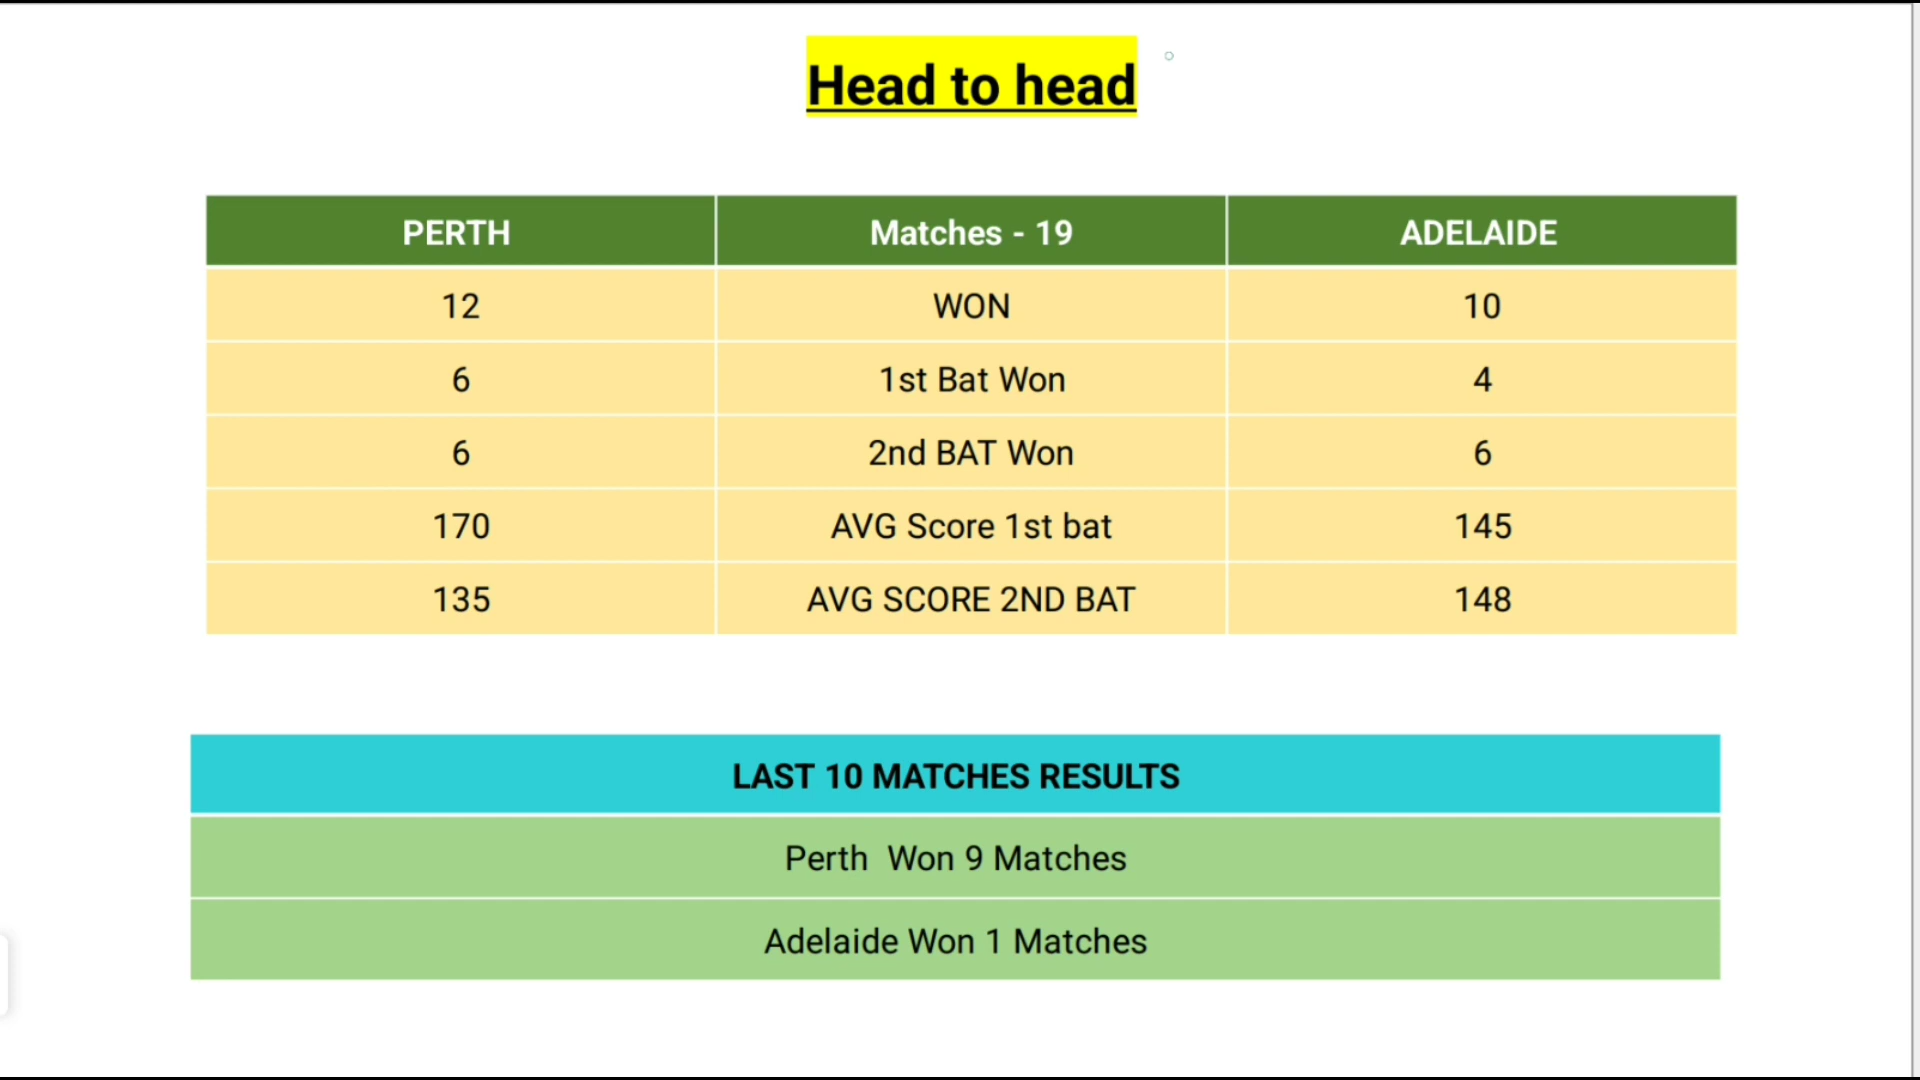 Head to head
PERTH Matches - 19 ADELAIDE
12 WON 10
6 1st Bat Won 4
6 2nd BAT Won 6
170 AVG Score 1st bat 145
135 AVG SCORE 2ND BAT 148
LAST 10 MATCHES RESULTS
Perth  Won 9 Matches
Adelaide Won 1 Matches